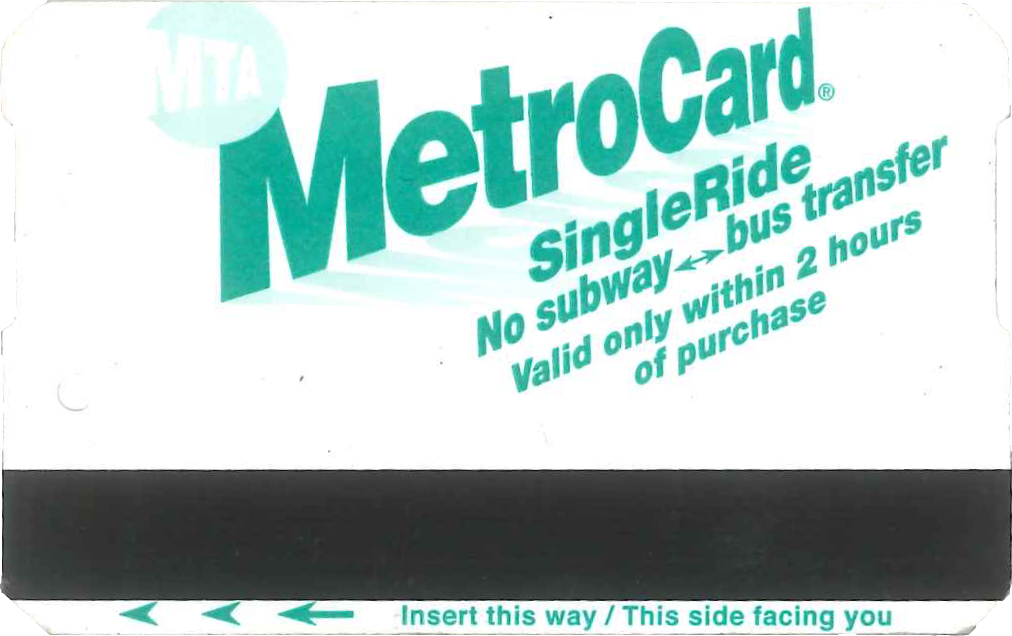 MTA
MetroCard®
SingleRide
No subway↔bus transfer
Valid only within 2 hours
of purchase
Insert this way / This side facing you